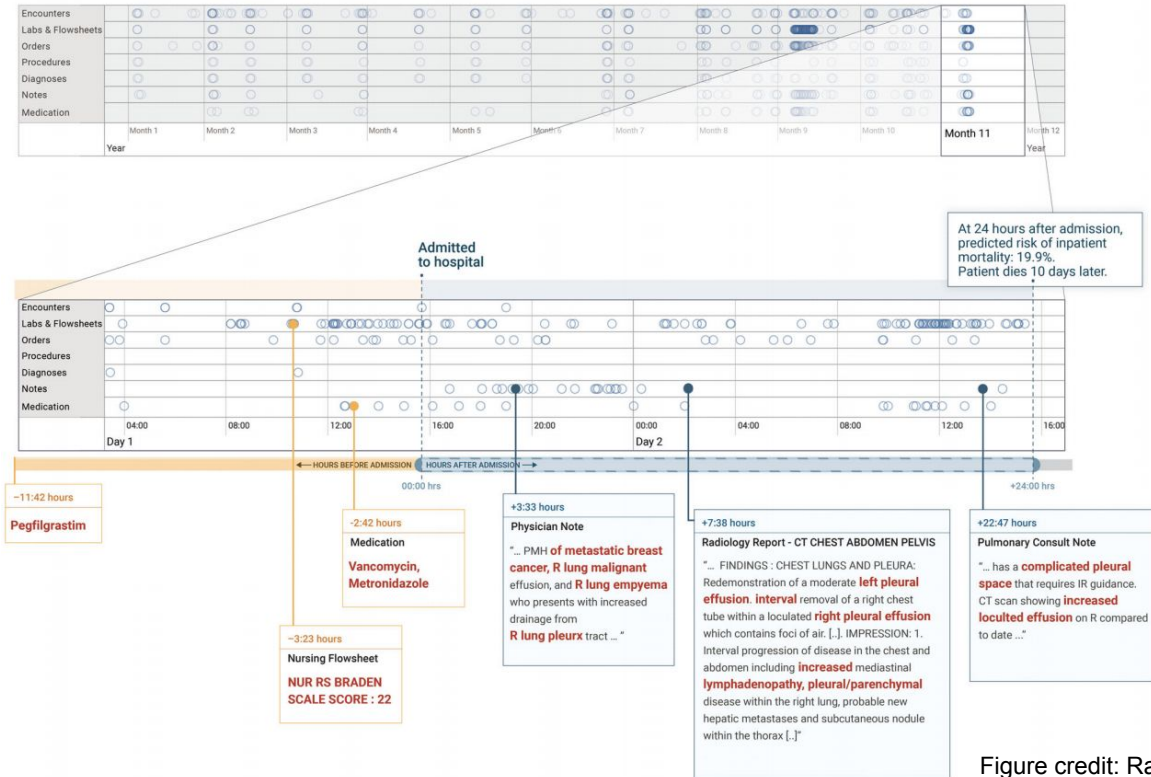 Encounters
Labs & Flowsheets
Orders
Procedures
Diagnoses
Notes
Medication
Month 1 Month 2 Month 3 Month 4 Month 5 Month 6 Month 7 Month 8 Month 9 Month 10 Month 11 Month 12
Year Year
Admitted
to hospital
At 24 hours after admission,
predicted risk of inpatient
mortality: 19.9%.
Patient dies 10 days later.
Encounters
Labs & Flowsheets
Orders
Procedures
Diagnoses
Notes
Medication
04:00 08:00 12:00 16:00 20:00 00:00 04:00 08:00 12:00 16:00
Day 1 Day 2
HOURS BEFORE ADMISSION HOURS AFTER ADMISSION
00:00 hrs +24:00 hrs
−11:42 hours
Pegfilgrastim
-2:42 hours
Medication
Vancomycin,
Metronidazole
−3:23 hours
Nursing Flowsheet
NUR RS BRADEN
SCALE SCORE : 22
+3:33 hours
Physician Note
"... PMH of metastatic breast
cancer, R lung malignant
effusion, and R lung empyema
who presents with increased
drainage from
R lung pleurx tract ... "
+7:38 hours
Radiology Report - CT CHEST ABDOMEN PELVIS
"... FINDINGS : CHEST LUNGS AND PLEURA:
Redemonstration of a moderate left pleural
effusion. interval removal of a right chest
tube within a loculated right pleural effusion
which contains foci of air. [..]. IMPRESSION: 1.
Interval progression of disease in the chest and
abdomen including increased mediastinal
lymphadenopathy, pleural/parenchymal
disease within the right lung, probable new
hepatic metastases and subcutaneous nodule
within the thorax [..]"
+22:47 hours
Pulmonary Consult Note
"... has a complicated pleural
space that requires IR guidance.
CT scan showing increased
loculted effusion on R compared
to date ..."
Figure credit: Ra